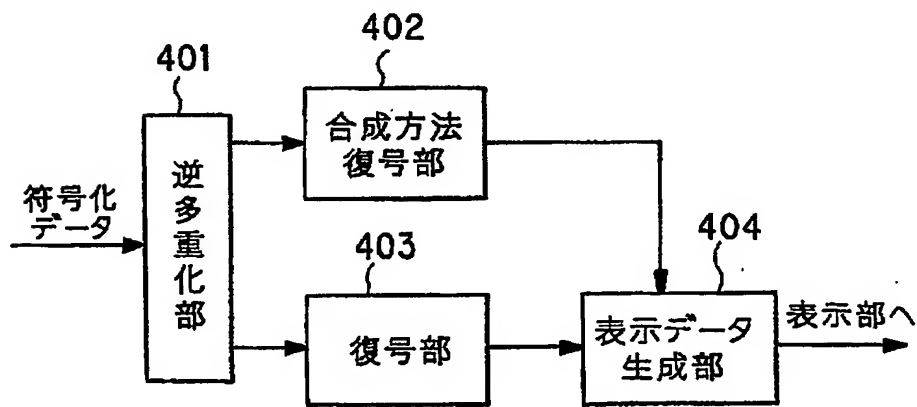 401
402
符号化
データ
逆多重化部
合成方法
復号部
403
復号部
404
表示データ
生成部
表示部へ